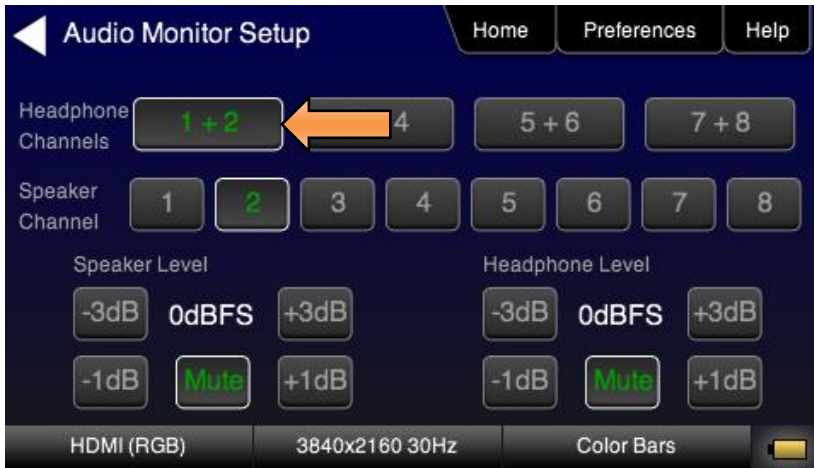 Audio Monitor Setup
Home
Preferences
Help
Headphone
Channels
1 + 2
4
5 + 6
7 + 8
Speaker
Channel
1
2
3
4
5
6
7
8
Speaker Level
Headphone Level
-3dB
0dBFS
+3dB
-3dB
0dBFS
+3dB
-1dB
Mute
+1dB
-1dB
Mute
+1dB
HDMI (RGB)
3840x2160 30Hz
Color Bars